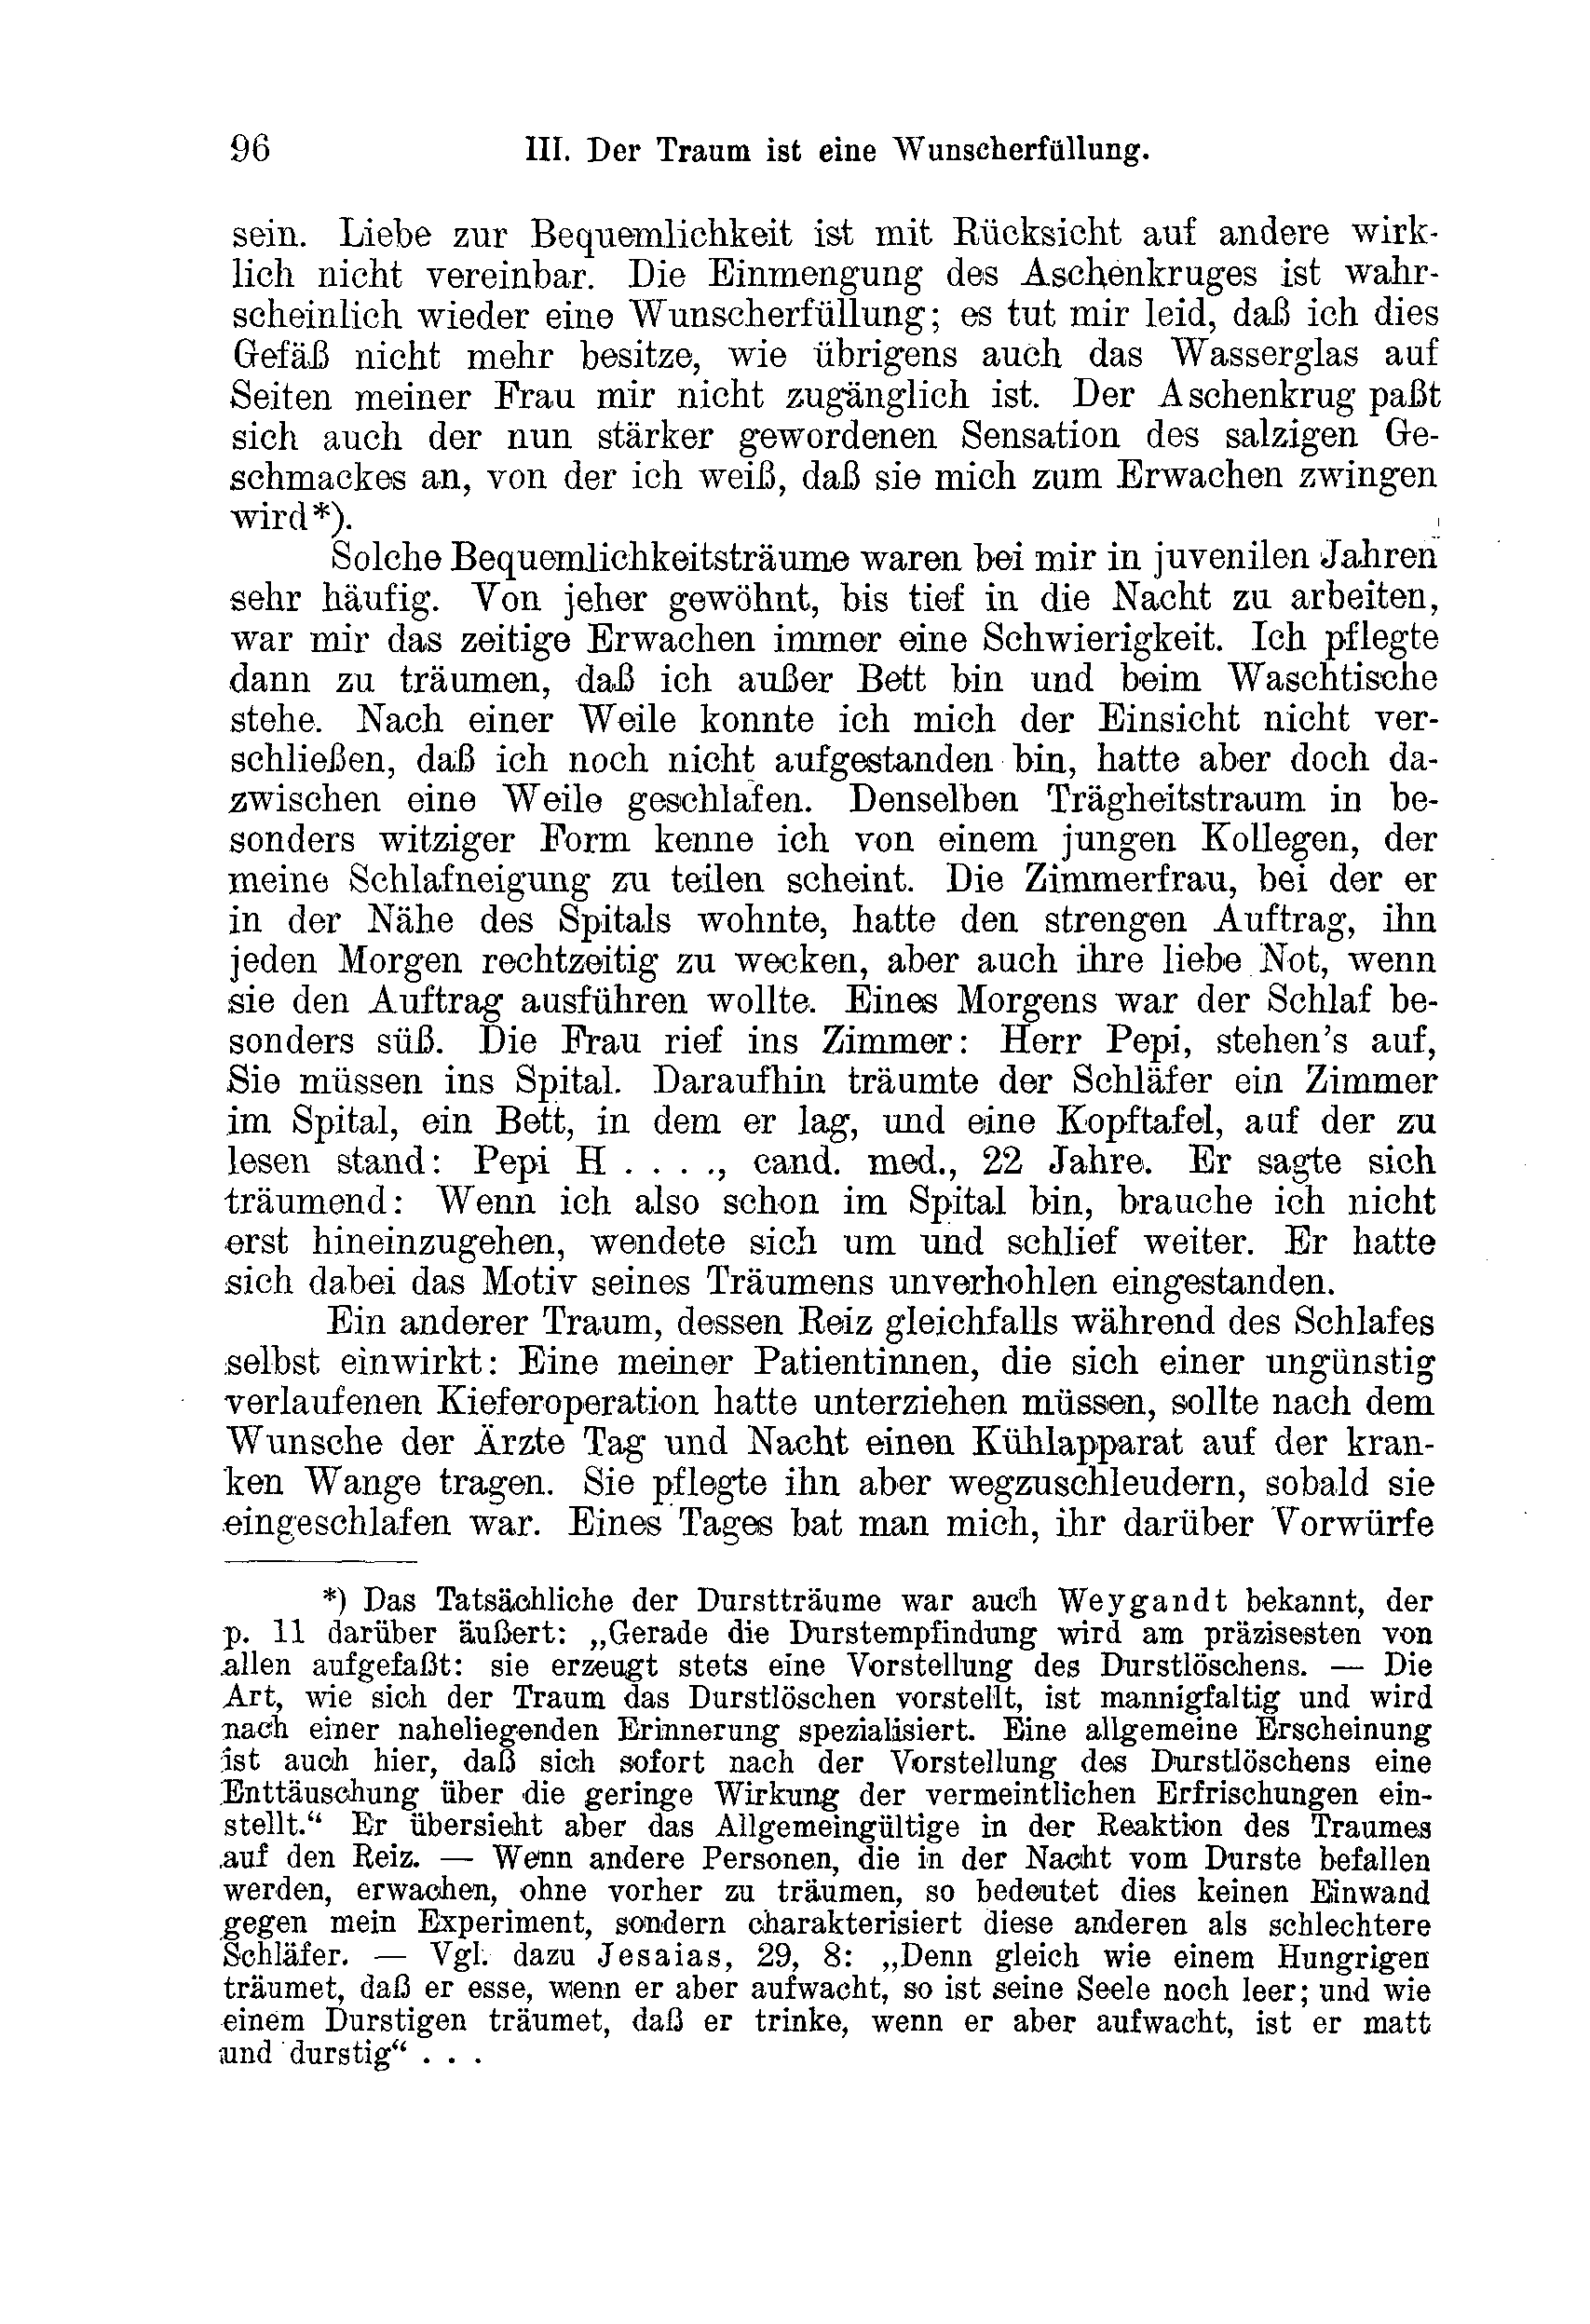 96 III. Der Traum ist eine Wunscherfüllung.
sein. Liebe zur Bequemlichkeit ist mit Rücksicht auf andere wirk-
lich nicht vereinbar. Die Einmengung des Aschenkruges ist wahr-
scheinlich wieder eine Wunscherfüllung; es tut mir leid, daß ich dies
Gefäß nicht mehr besitze, wie übrigens auch das Wasserglas auf
Seiten meiner Frau mir nicht zugänglich ist. Der Aschenkrug paßt
sich auch der nun stärker gewordenen Sensation des salzigen Ge-
schmackes an, von der ich weiß, daß sie mich zum Erwachen zwingen
wird*).
Solche Bequemlichkeitsträume waren bei mir in juvenilen Jahren
sehr häufig. Von jeher gewöhnt, bis tief in die Nacht zu arbeiten,
war mir das zeitige Erwachen immer eine Schwierigkeit. Ich pflegte
dann zu träumen, daß ich außer Bett bin und beim Waschtische
stehe. Nach einer Weile konnte ich mich der Einsicht nicht ver-
schließen, daß ich noch nicht aufgestanden bin, hatte aber doch da-
zwischen eine Weile geschlafen. Denselben Trägheitstraum in be-
sonders witziger Form kenne ich von einem jungen Kollegen, der
meine Schlafneigung zu teilen scheint. Die Zimmerfrau, bei der er
in der Nähe des Spitals wohnte, hatte den strengen Auftrag, ihn
jeden Morgen rechtzeitig zu wecken, aber auch ihre liebe Not, wenn
sie den Auftrag ausführen wollte. Eines Morgens war der Schlaf be-
sonders süß. Die Frau rief ins Zimmer: Herr Pepi, stehen's auf,
Sie müssen ins Spital. Daraufhin träumte der Schläfer ein Zimmer
im Spital, ein Bett, in dem er lag, und eine Kopftafel, auf der zu
lesen stand: Pepi H . . . ., cand. med., 22 Jahre. Er sagte sich
träumend: Wenn ich also schon im Spital bin, brauche ich nicht
erst hineinzugehen, wendete sich um und schlief weiter. Er hatte
sich dabei das Motiv seines Träumens unverhohlen eingestanden.
Ein anderer Traum, dessen Reiz gleichfalls während des Schlafes
selbst einwirkt: Eine meiner Patientinnen, die sich einer ungünstig
verlaufenen Kieferoperation hatte unterziehen müssen, sollte nach dem
Wunsche der Ärzte Tag und Nacht einen Kühlapparat auf der kran-
ken Wange tragen. Sie pflegte ihn aber wegzuschleudern, sobald sie
eingeschlafen war. Eines Tages bat man mich, ihr darüber Vorwürfe
*) Das Tatsächliche der Durstträume war auch Weygandt bekannt, der
p. 11 darüber äußert: „Gerade die Durstempfindung wird am präzisesten von
allen aufgefaßt: sie erzeugt stets eine Vorstellung des Durstlöschens. — Die
Art, wie sich der Traum das Durstlöschen vorstellt, ist mannigfaltig und wird
nach einer naheliegenden Erinnerung spezialisiert. Eine allgemeine Erscheinung
ist auch hier, daß sich sofort nach der Vorstellung des Durstlöschens eine
Enttäuschung über die geringe Wirkung der vermeintlichen Erfrischungen ein-
stellt.“ Er übersieht aber das Allgemeingültige in der Reaktion des Traumes
auf den Reiz. — Wenn andere Personen, die in der Nacht vom Durste befallen
werden, erwachen, ohne vorher zu träumen, so bedeutet dies keinen Einwand
gegen mein Experiment, sondern charakterisiert diese anderen als schlechtere
Schläfer. — Vgl. dazu Jesaias, 29, 8: „Denn gleich wie einem Hungrigen
träumet, daß er esse, wenn er aber aufwacht, so ist seine Seele noch leer; und wie
einem Durstigen träumet, daß er trinke, wenn er aber aufwacht, ist er matt
und durstig“ . . .